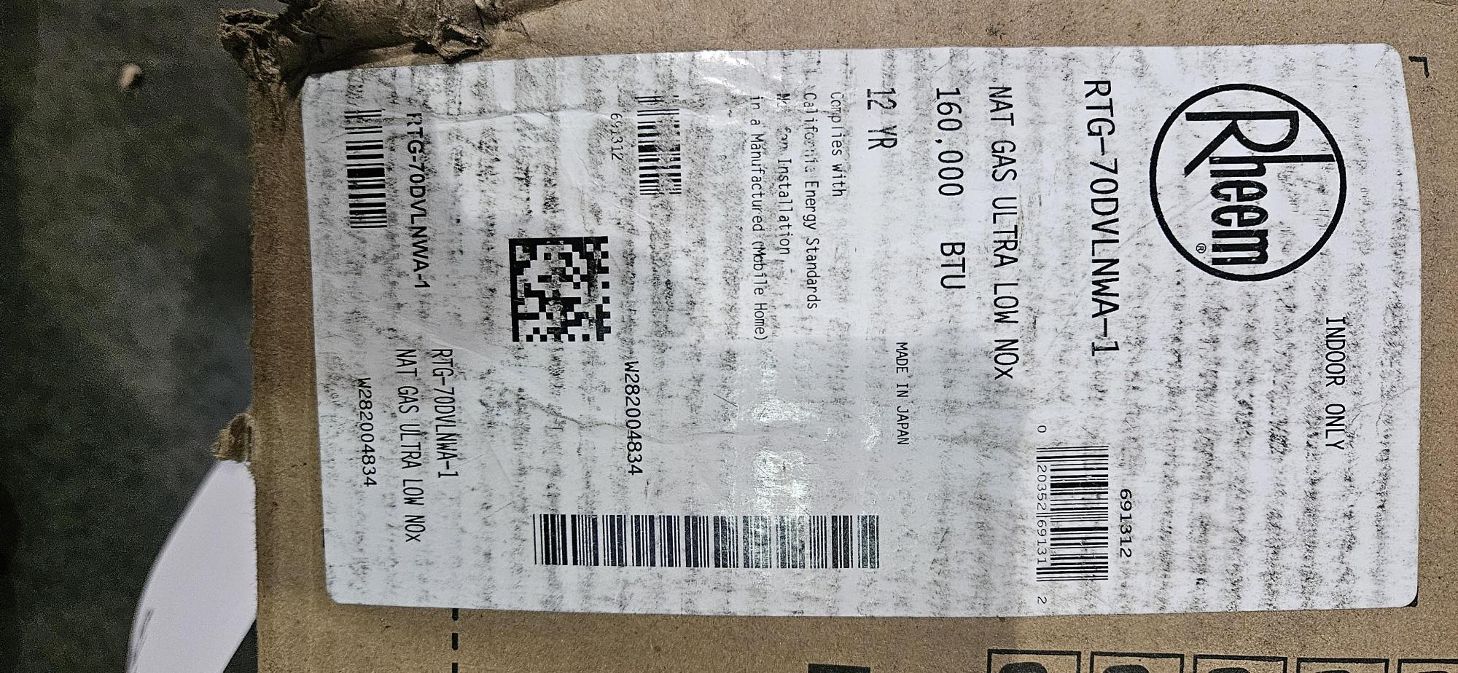 INDOOR ONLY
Rheem®
RTG-70DVLNWA-1
691312
0 20352 69131 2
NAT GAS ULTRA LOW NOX
160,000 BTU
12 YR
MADE IN JAPAN
Complies with
California Energy Standards
Installation
in a Manufactured (Mobile Home)
691312
W282004834
RTG-70DVLNWA-1
RTG-70DVLNWA-1
NAT GAS ULTRA LOW NOX
W282004834